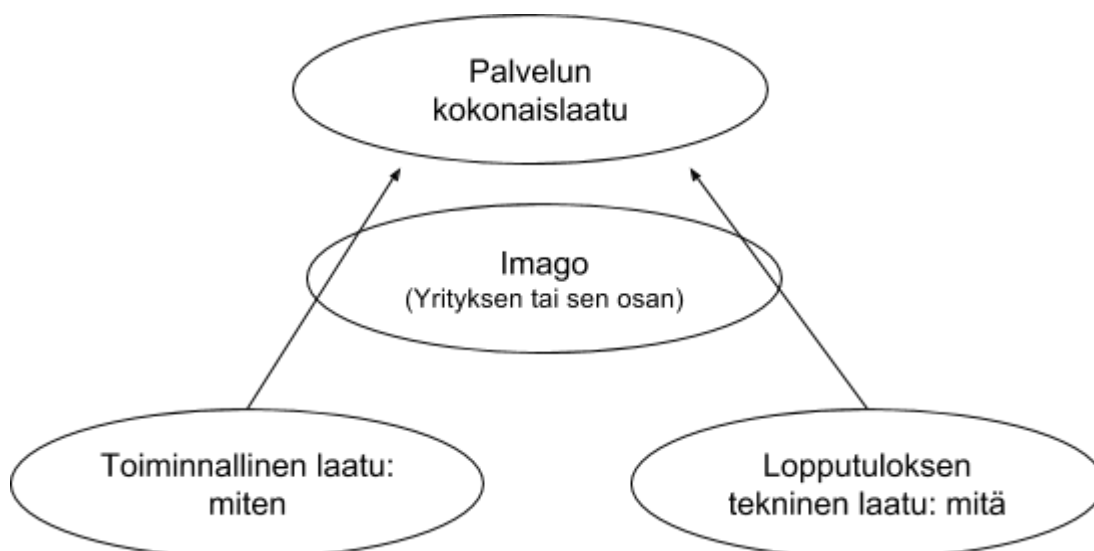 Palvelun
kokonaislaatu
Imago
(Yrityksen tai sen osan)
Toiminnallinen laatu:
miten
Lopputuloksen
tekninen laatu: mitä